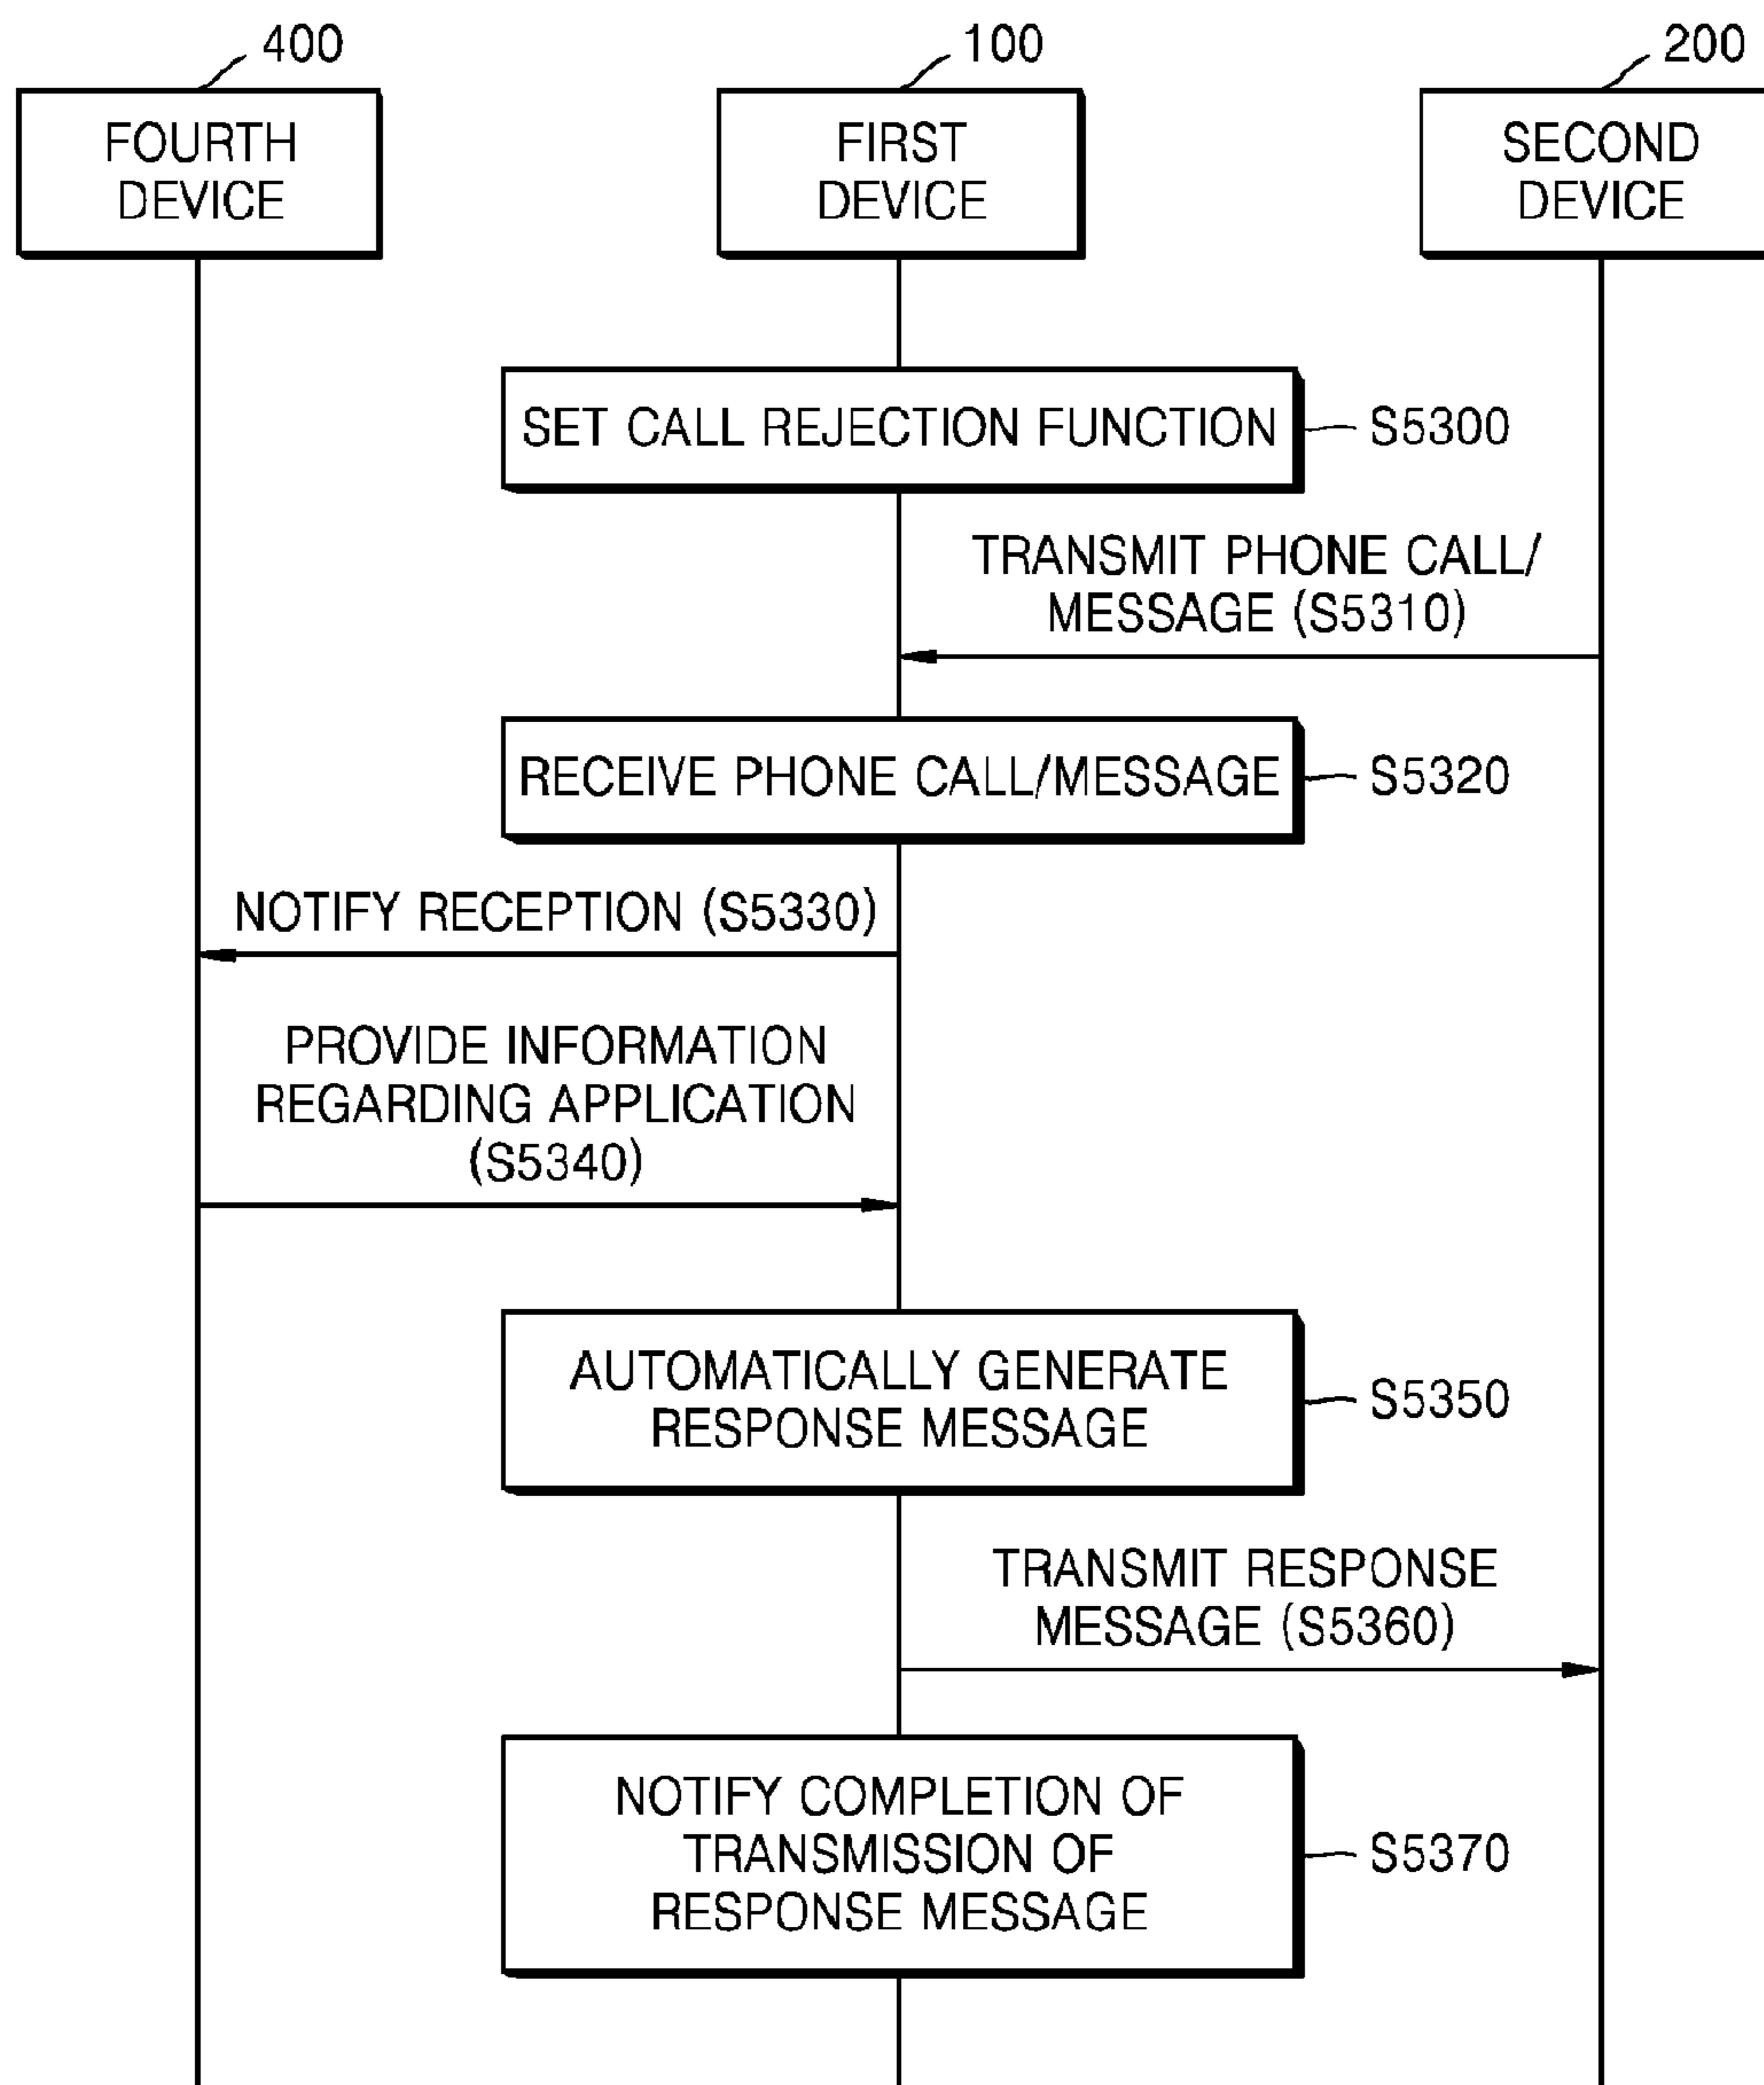 400
100
200
FOURTH
DEVICE
FIRST
DEVICE
SECOND
DEVICE
SET CALL REJECTION FUNCTION
S5300
TRANSMIT PHONE CALL/
MESSAGE (S5310)
RECEIVE PHONE CALL/MESSAGE
S5320
NOTIFY RECEPTION (S5330)
PROVIDE INFORMATION
REGARDING APPLICATION
(S5340)
AUTOMATICALLY GENERATE
RESPONSE MESSAGE
S5350
TRANSMIT RESPONSE
MESSAGE (S5360)
NOTIFY COMPLETION OF
TRANSMISSION OF
RESPONSE MESSAGE
S5370